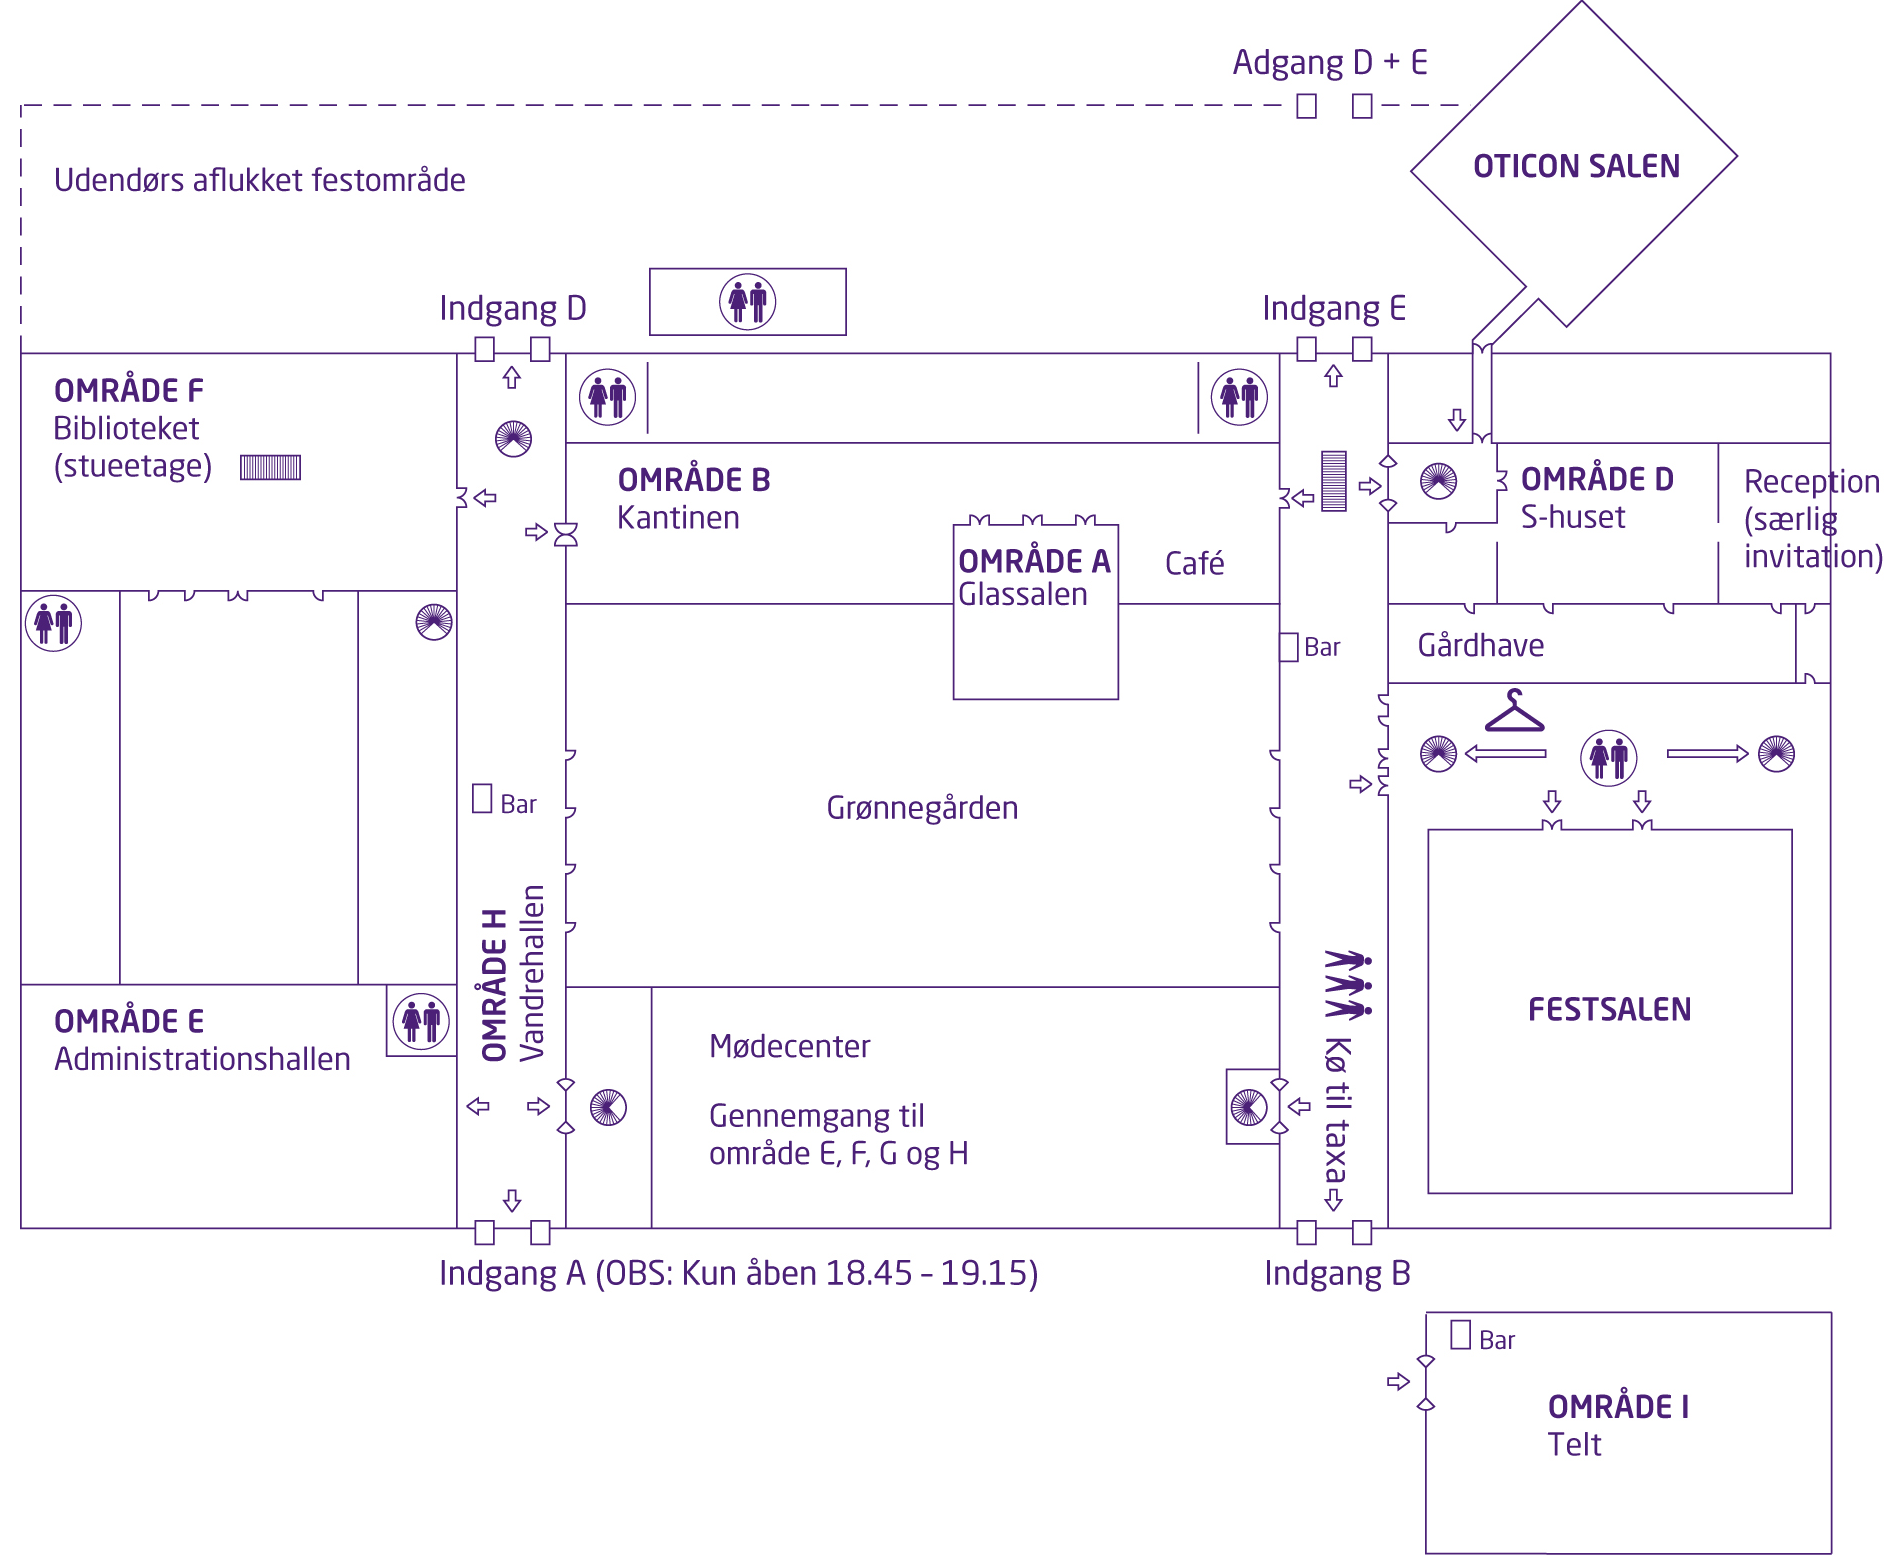 Adgang D + E
OTICON SALEN
Udendørs aflukket festområde
Indgang D
Indgang E
OMRÅDE F
Biblioteket
(stueetage)
OMRÅDE B
Kantinen
OMRÅDE A
Glassalen
Café
OMRÅDE D
S-huset
Reception
(særlig
invitation)
Bar
Gårdhave
Bar
Grønnegården
OMRÅDE H
Vandrehallen
OMRÅDE E
Administrationshallen
Mødecenter
Gennemgang til
område E, F, G og H
Kø til taxa
FESTSALEN
Indgang A (OBS: Kun åben 18.45 – 19.15)
Indgang B
Bar
OMRÅDE I
Telt